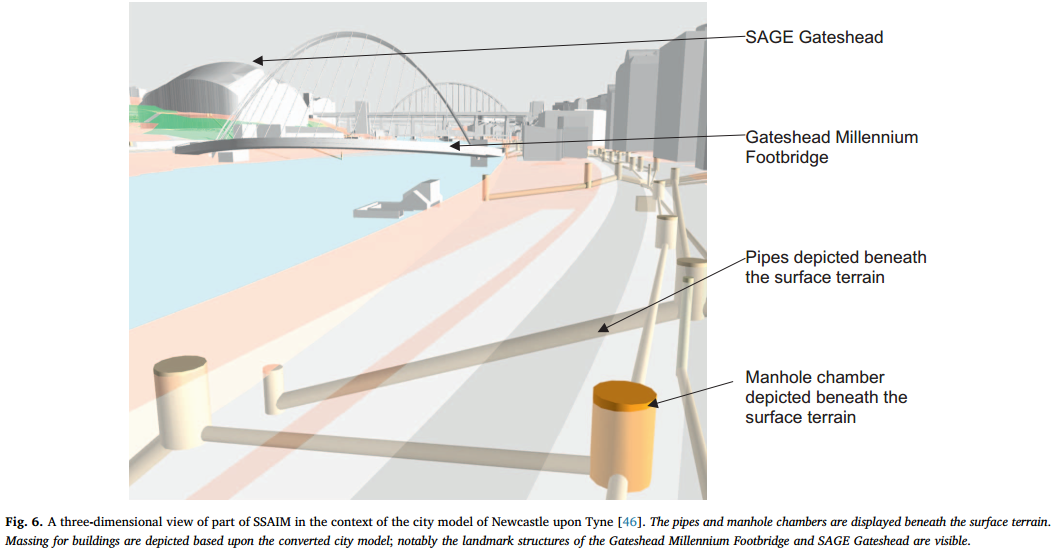 SAGE Gateshead
Gateshead Millennium
Footbridge
Pipes depicted beneath
the surface terrain
Manhole chamber
depicted beneath the
surface terrain
Fig. 6. A three-dimensional view of part of SSAIM in the context of the city model of Newcastle upon Tyne [46]. The pipes and manhole chambers are displayed beneath the surface terrain.
Massing for buildings are depicted based upon the converted city model; notably the landmark structures of the Gateshead Millennium Footbridge and SAGE Gateshead are visible.